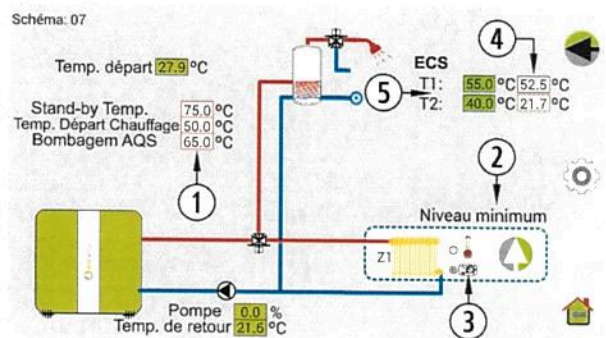 Schéma: 07
Temp. départ 27.9 °C
Stand-by Temp. 75.0 °C
Temp. Départ Chauffage 50.0 °C
Bombagem AQS 65.0 °C
1
ECS
T1: 55.0 °C 52.5
T2: 40.0 °C 21.7
4
5
2
Niveau minimum
Z1
3
Pompe 0.0 %
Temp. de retour 21.6 °C